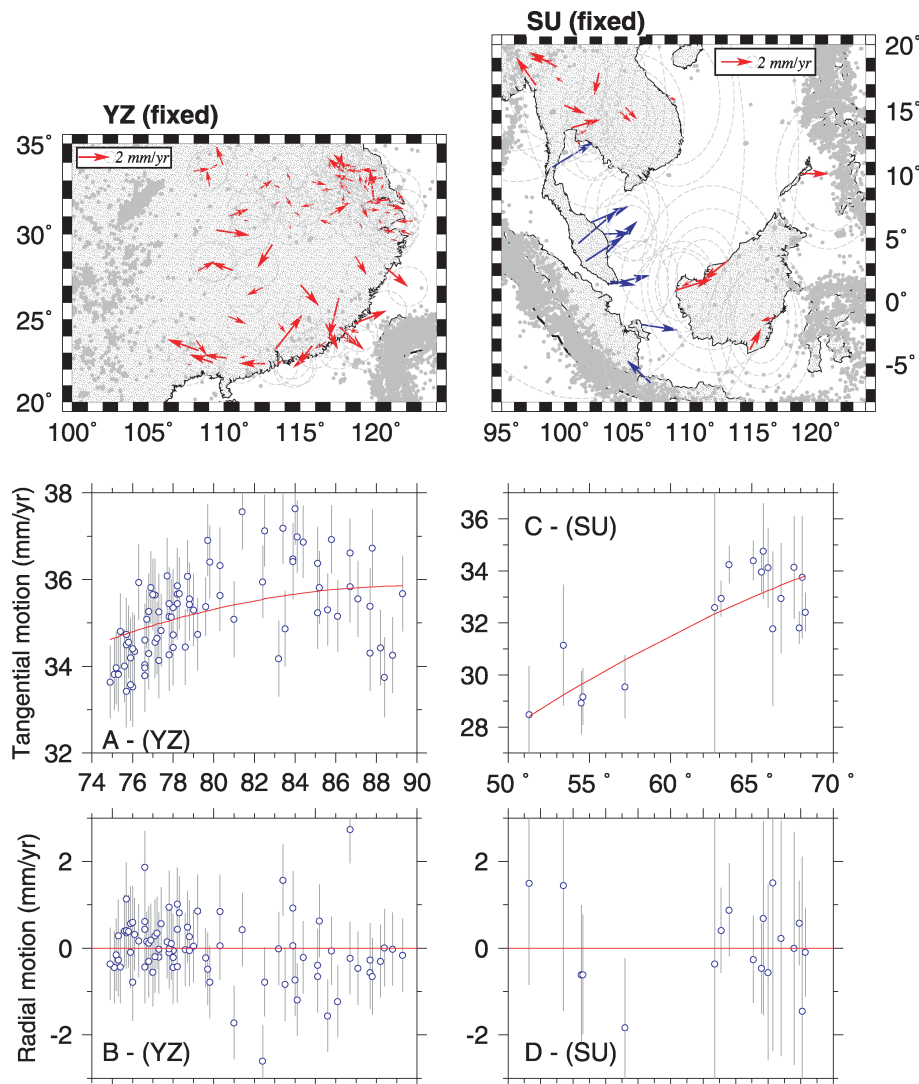 SU (fixed)
2 mm/yr
20°
15°
10°
5°
0°
-5°
95° 100° 105° 110° 115° 120°
YZ (fixed)
2 mm/yr
35°
30°
25°
20°
100° 105° 110° 115° 120°
Tangential motion (mm/yr)
38
36
34
32
A - (YZ)
74 76 78 80 82 84 86 88 90
C - (SU)
36
34
32
30
28
50° 55° 60° 65° 70°
Radial motion (mm/yr)
2
0
-2
B - (YZ)
2
0
-2
D - (SU)